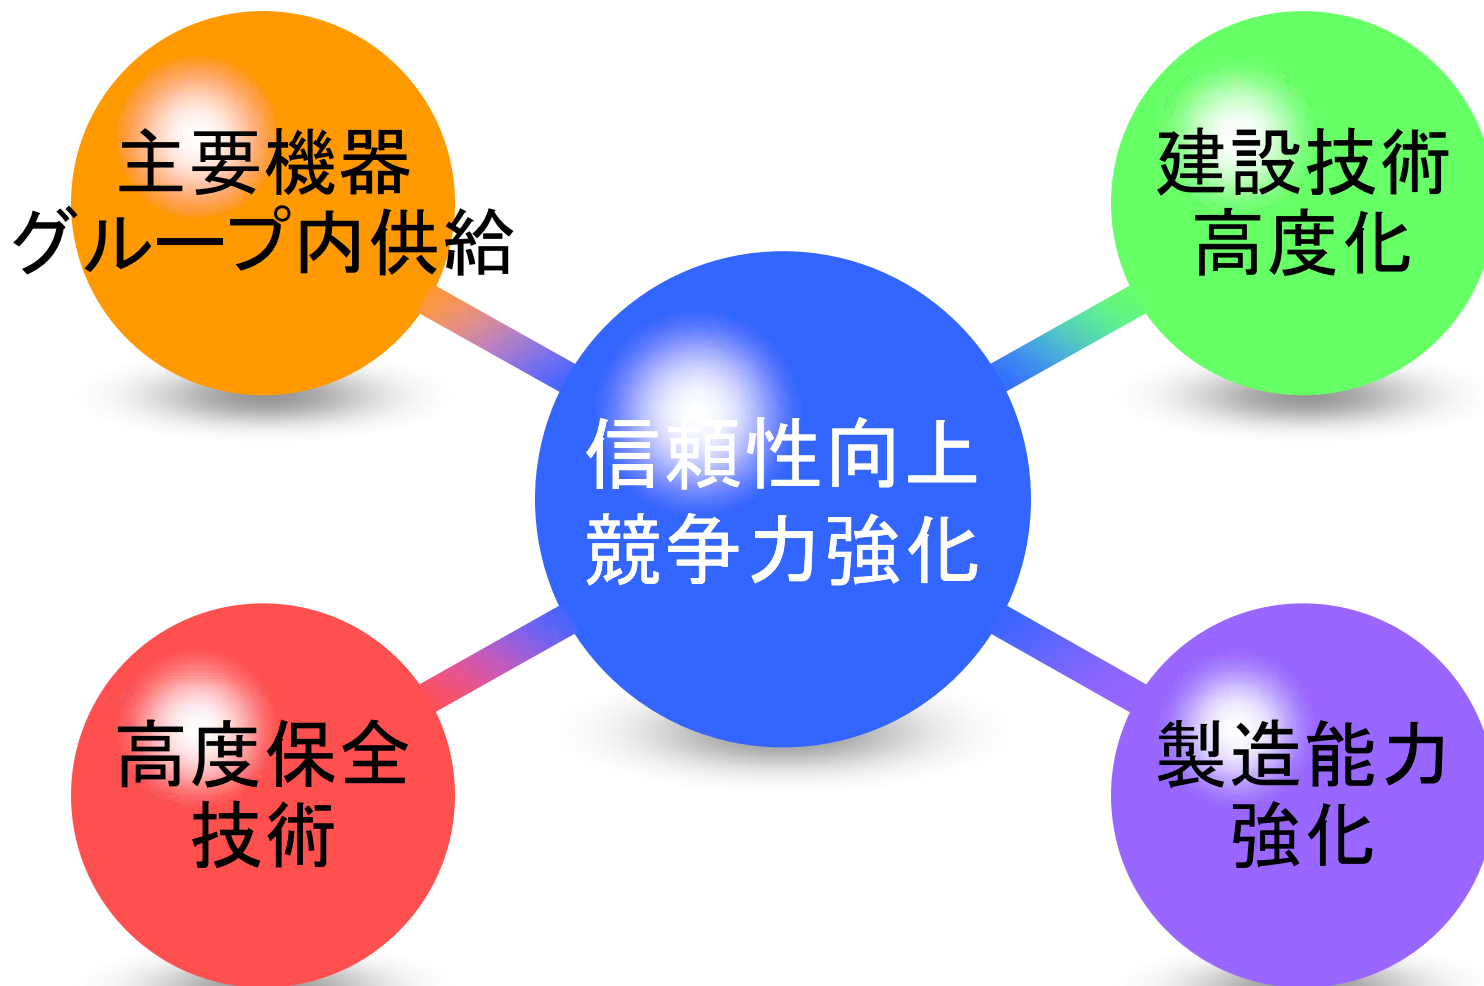 主要機器
グループ内供給
建設技術
高度化
信頼性向上
競争力強化
高度保全
技術
製造能力
強化